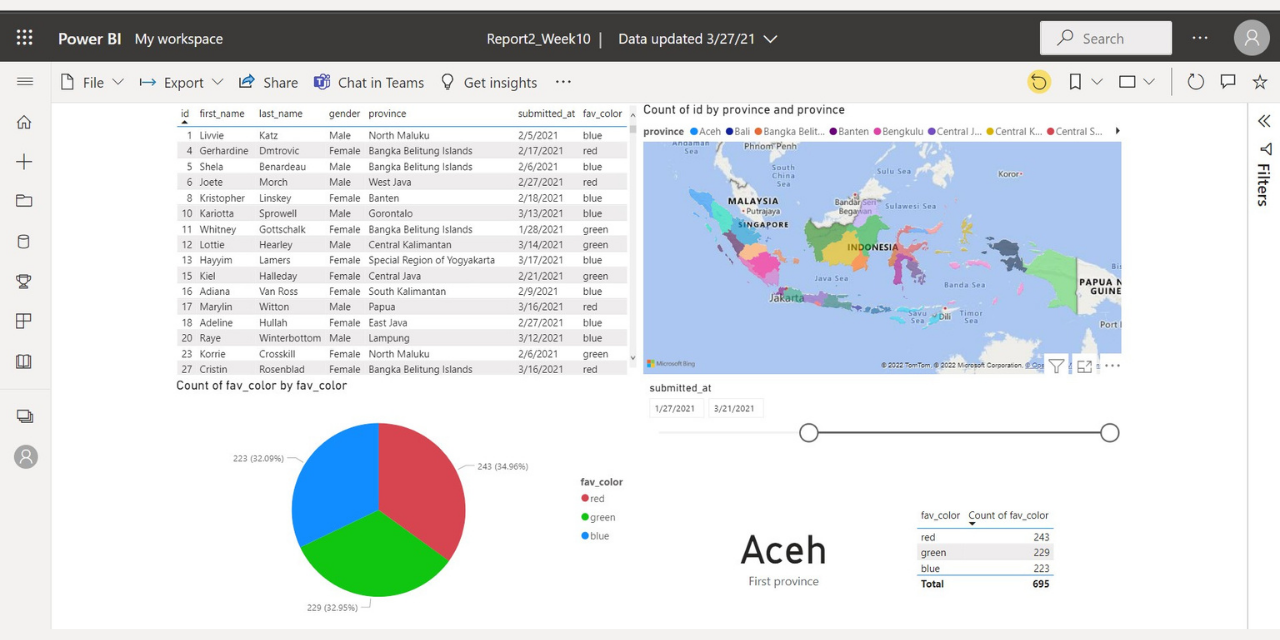 Power BI My workspace
Report2_Week10 | Data updated 3/27/21
Search
File Export Share Chat in Teams Get insights
id first_name last_name gender province submitted_at fav_color
1 Livvie Katz Male North Maluku 2/5/2021 blue
4 Gerhardine Dmtrovic Female Bangka Belitung Islands 2/17/2021 red
5 Shela Benardeau Male Bangka Belitung Islands 2/6/2021 blue
6 Joete Morch Male West Java 2/27/2021 red
8 Kristopher Linskey Female Banten 2/18/2021 blue
10 Kariotta Sprowell Male Gorontalo 3/13/2021 blue
11 Whitney Gottschalk Female Bangka Belitung Islands 1/28/2021 green
12 Lottie Hearley Male Central Kalimantan 3/14/2021 green
13 Hayyim Lamers Female Special Region of Yogyakarta 3/17/2021 blue
15 Kiel Halleday Female Central Java 2/21/2021 green
16 Adiana Van Ross Female South Kalimantan 2/9/2021 blue
17 Marylin Witton Male Papua 3/16/2021 red
18 Adeline Hullah Female East Java 2/27/2021 blue
20 Raye Winterbottom Male Lampung 3/12/2021 blue
23 Korrie Crosskill Female North Maluku 2/6/2021 green
27 Cristin Rosenblad Female Bangka Belitung Islands 3/16/2021 red
Count of id by province and province
province Aceh Bali Bangka Belit... Banten Bengkulu Central J... Central K... Central S...
Andaman
Sea
Phnom Penh
South
China
Sea
Sulu Sea
Koror
MALAYSIA
Putrajaya
Bandar Seri
Begawan
Sulawesi Sea
SINGAPORE
INDONESIA
Java Sea
Banda Sea
Jakarta
PAPUA N
GUINE
Savu
Sea
Dili
Timor
Sea
Port
Microsoft Bing
© 2022 TomTom, © 2022 Microsoft Corporation, © Ope
Filters
Count of fav_color by fav_color
223 (32.09%)
243 (34.96%)
229 (32.95%)
fav_color
red
green
blue
submitted_at
1/27/2021 3/21/2021
Aceh
First province
fav_color Count of fav_color
red 243
green 229
blue 223
Total 695